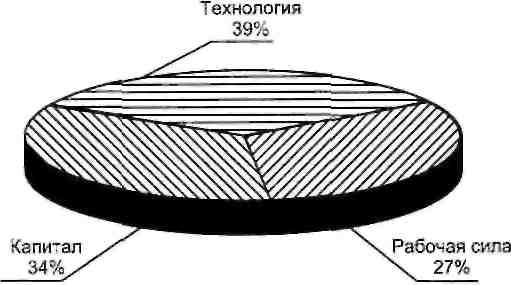 Технология
39%
Капитал
34%
Рабочая сила
27%